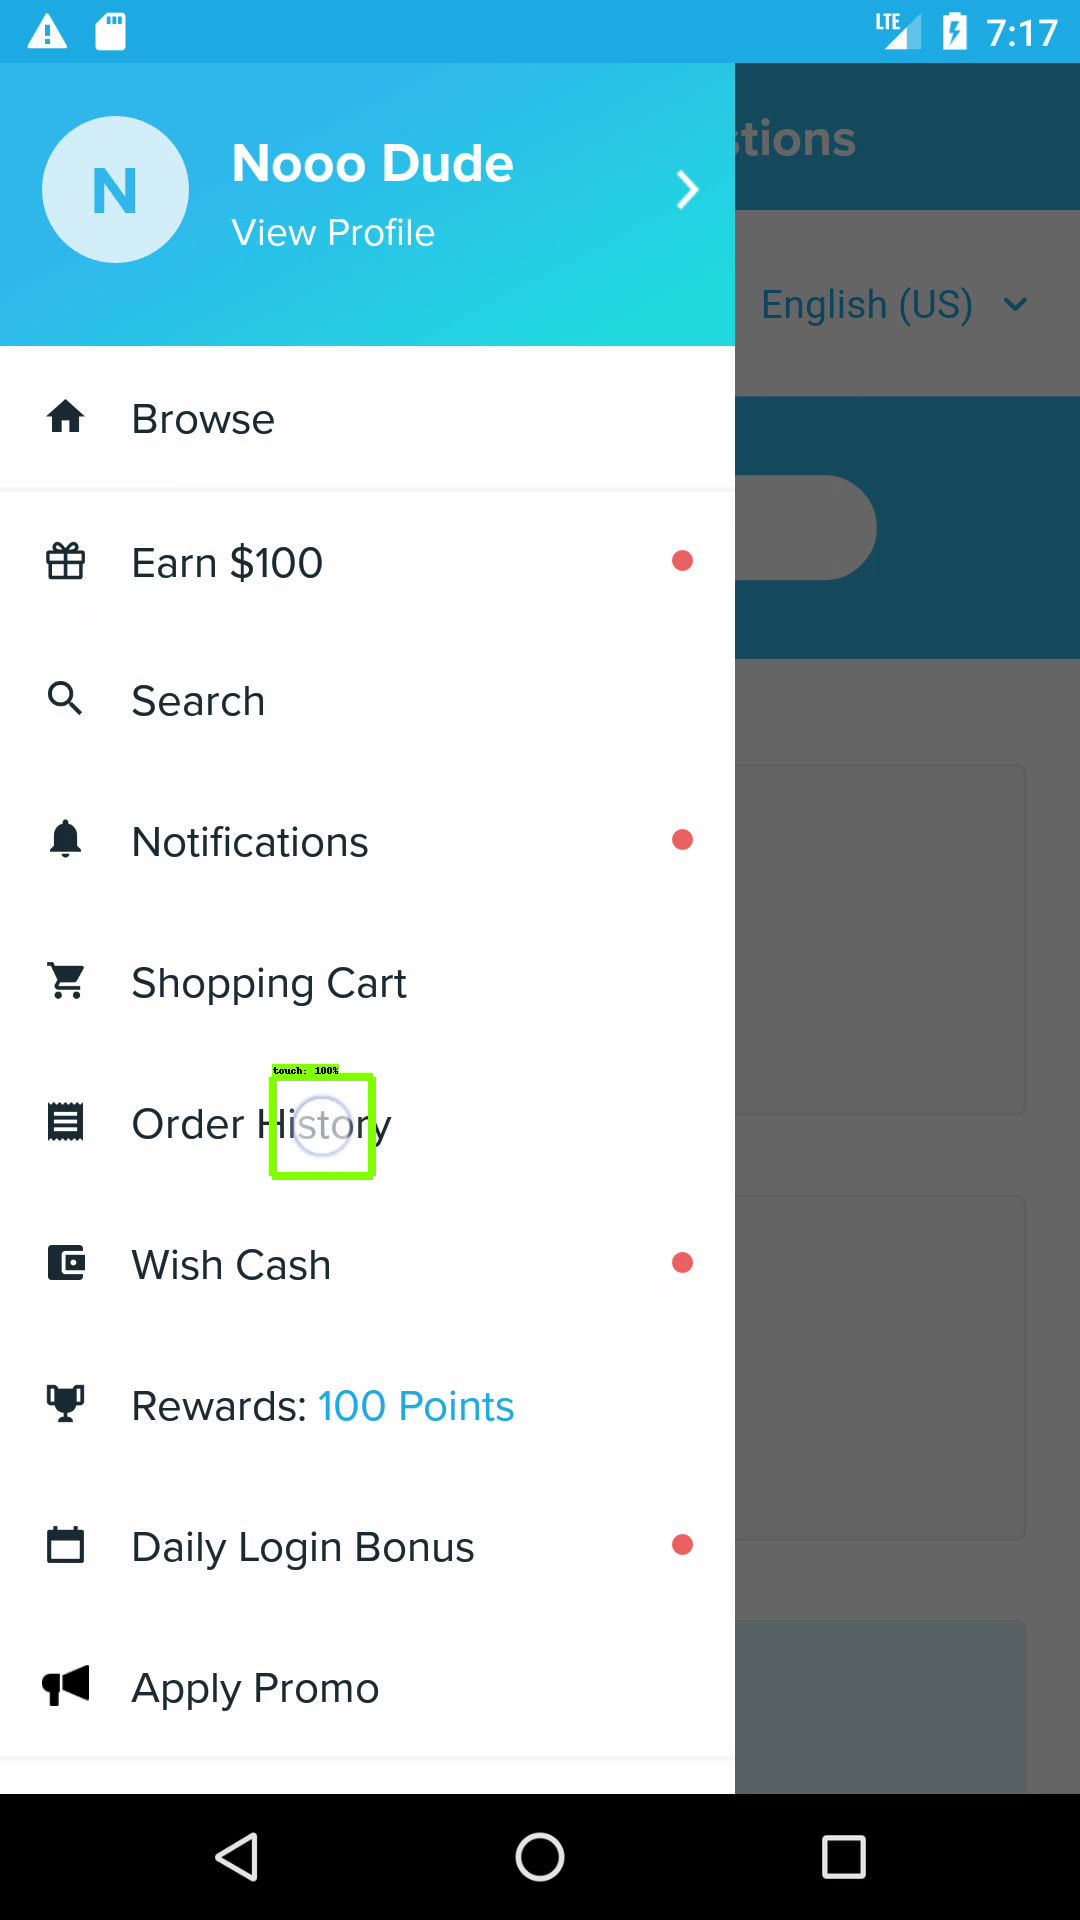 LTE 7:17
N
Nooo Dude
View Profile
stions
English (US)
Browse
Earn $100
Search
Notifications
Shopping Cart
touch: 100%
Order History
Wish Cash
Rewards: 100 Points
Daily Login Bonus
Apply Promo